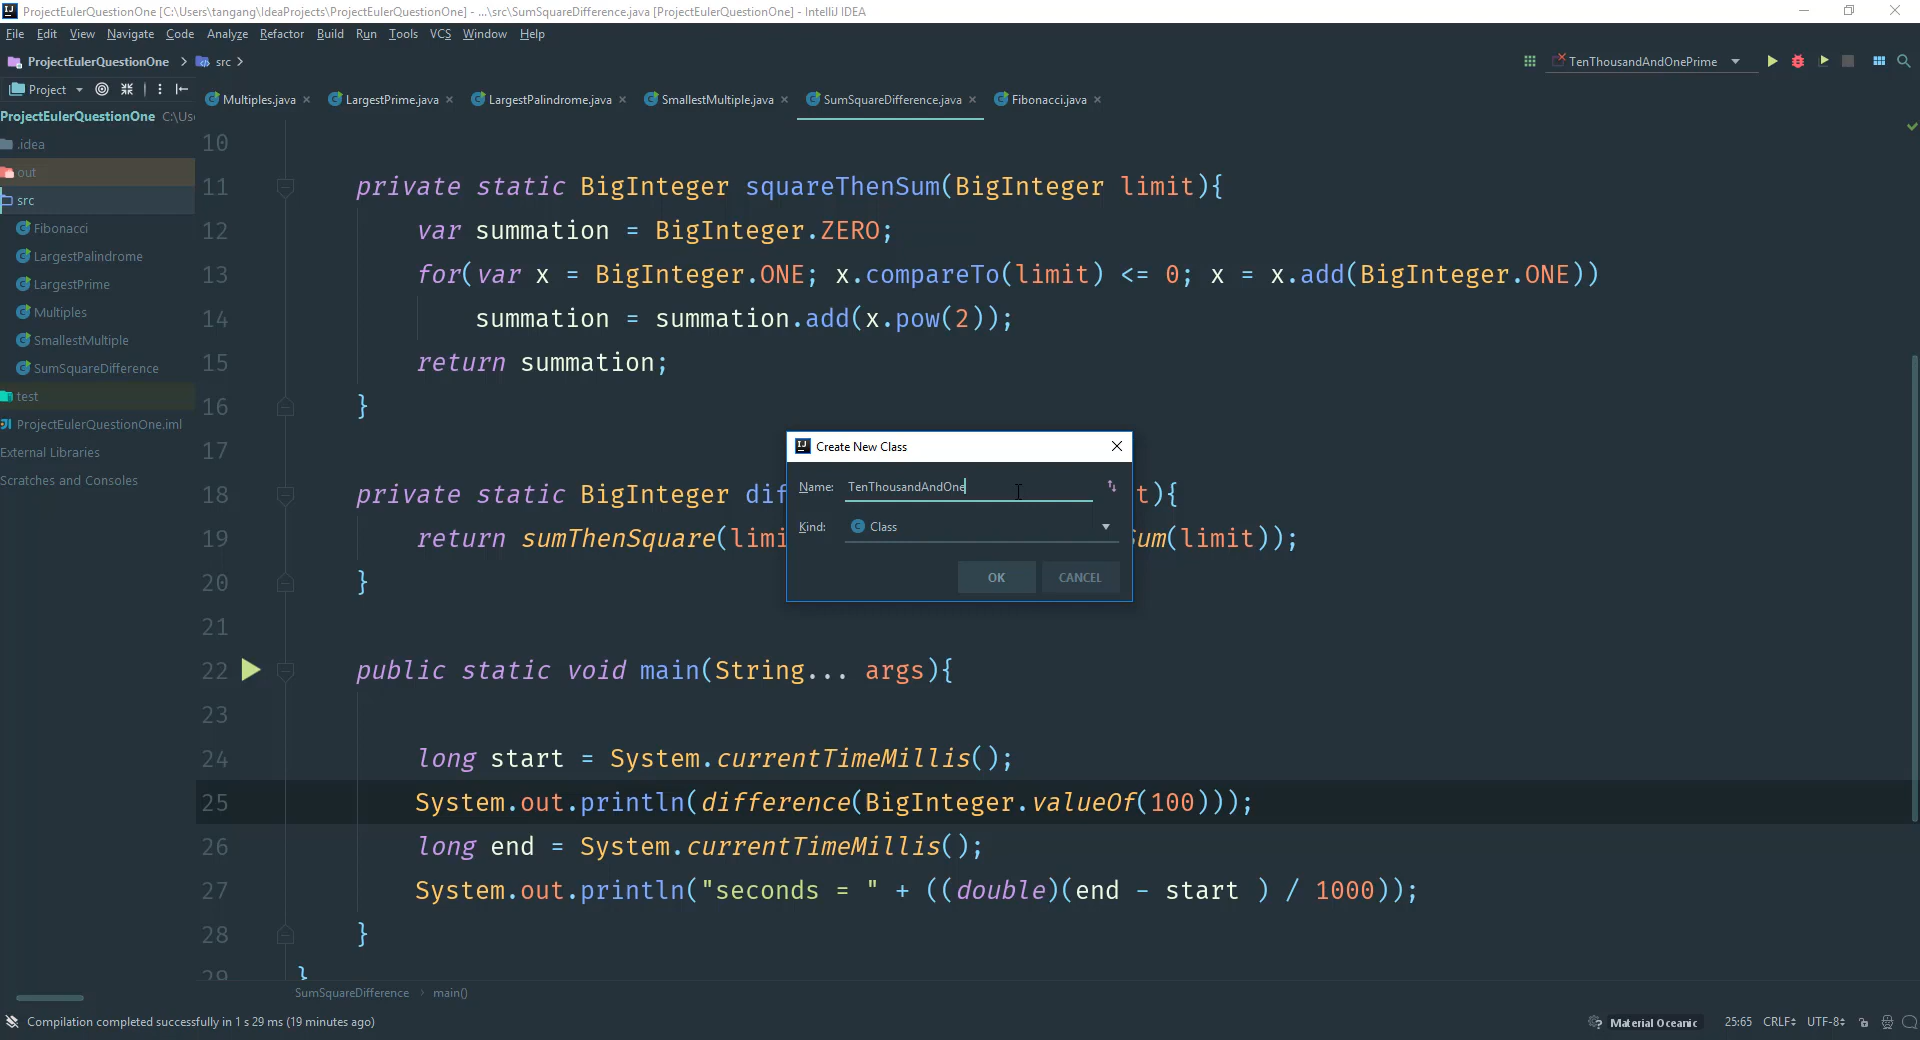 ProjectEulerQuestionOne [C:\Users\tangang\IdeaProjects\ProjectEulerQuestionOne] - ...\src\SumSquareDifference.java [ProjectEulerQuestionOne] - IntelliJ IDEA
File Edit View Navigate Code Analyze Refactor Build Run Tools VCS Window Help
ProjectEulerQuestionOne src TenThousandAndOnePrime
Project Multiples.java LargestPrime.java LargestPalindrome.java SmallestMultiple.java SumSquareDifference.java Fibonacci.java
ProjectEulerQuestionOne C:\Us
.idea
out
src
Fibonacci
LargestPalindrome
LargestPrime
Multiples
SmallestMultiple
SumSquareDifference
test
ProjectEulerQuestionOne.iml
External Libraries
Scratches and Consoles
10
11 private static BigInteger squareThenSum(BigInteger limit){
12 var summation = BigInteger.ZERO;
13 for(var x = BigInteger.ONE; x.compareTo(limit) <= 0; x = x.add(BigInteger.ONE))
14 summation = summation.add(x.pow(2));
15 return summation;
16 }
17
18 private static BigInteger dif t){
19 return sumThenSquare(limi um(limit));
20 }
21
22 public static void main(String... args){
23
24 long start = System.currentTimeMillis();
25 System.out.println(difference(BigInteger.valueOf(100)));
26 long end = System.currentTimeMillis();
27 System.out.println("seconds = " + ((double)(end - start ) / 1000));
28 }
29 }
Create New Class
Name: TenThousandAndOne
Kind: Class
OK CANCEL
SumSquareDifference main()
Compilation completed successfully in 1 s 29 ms (19 minutes ago) Material Oceanic 25:65 CRLF UTF-8